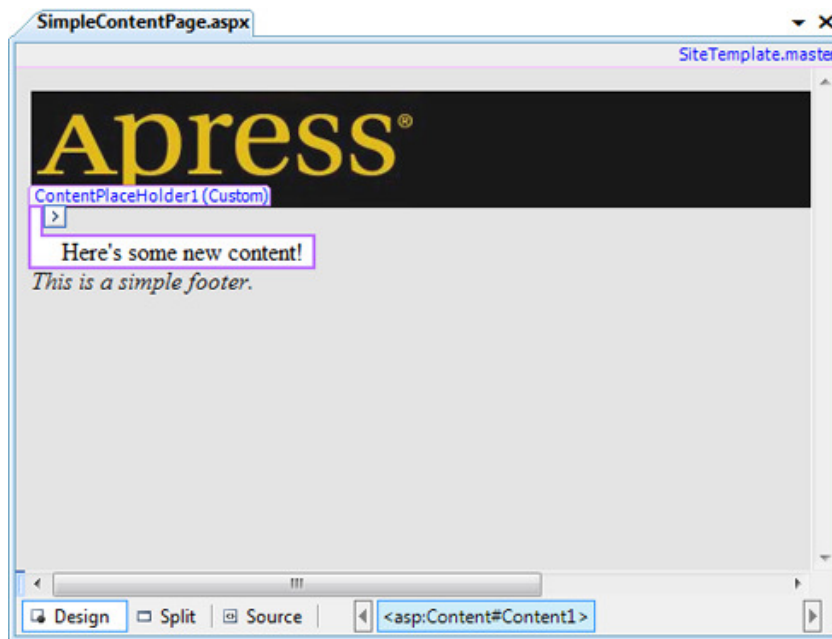 SimpleContentPage.aspx
SiteTemplate.master
Apress®
ContentPlaceHolder1 (Custom)
Here's some new content!
This is a simple footer.
Design Split Source <asp:Content#Content1>